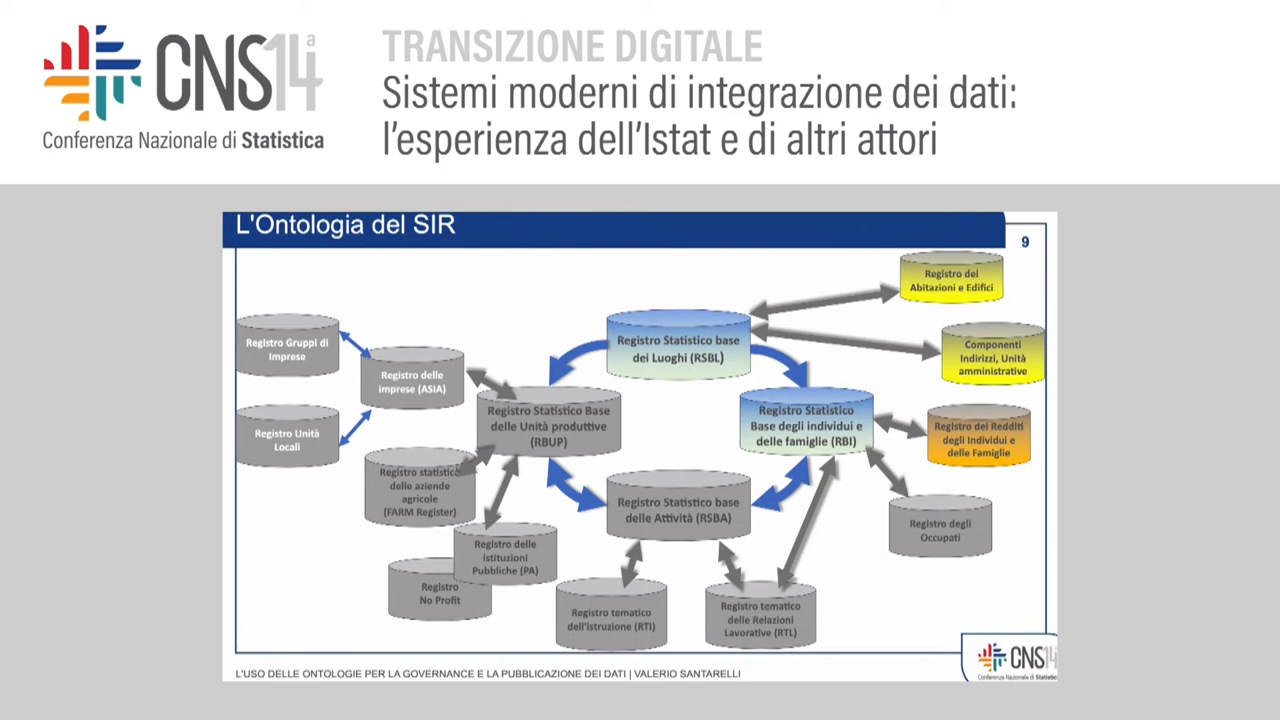 CNS14a
Conferenza Nazionale di Statistica
TRANSIZIONE DIGITALE
Sistemi moderni di integrazione dei dati:
l'esperienza dell'Istat e di altri attori
L'Ontologia del SIR
9
Registro dei
Abitazioni e Edifici
Registro Gruppi di
Imprese
Registro Statistico base
dei Luoghi (RSBL)
Componenti
Indirizzi, Unità
amministrative
Registro delle
imprese (ASIA)
Registro Statistico Base
delle Unità produttive
(RBUP)
Registro Statistico
Base degli individui e
delle famiglie (RBI)
Registro dei Redditi
degli Individui e
delle Famiglie
Registro Unità
Locali
Registro statistico
delle aziende
agricole
(FARM Register)
Registro Statistico base
delle Attività (RSBA)
Registro degli
Occupati
Registro delle
istituzioni
Pubbliche (PA)
Registro
No Profit
Registro tematico
dell'istruzione (RTI)
Registro tematico
delle Relazioni
Lavorative (RTL)
CNS14
Conferenza Nazionale di Statistica
L'USO DELLE ONTOLOGIE PER LA GOVERNANCE E LA PUBBLICAZIONE DEI DATI | VALERIO SANTARELLI